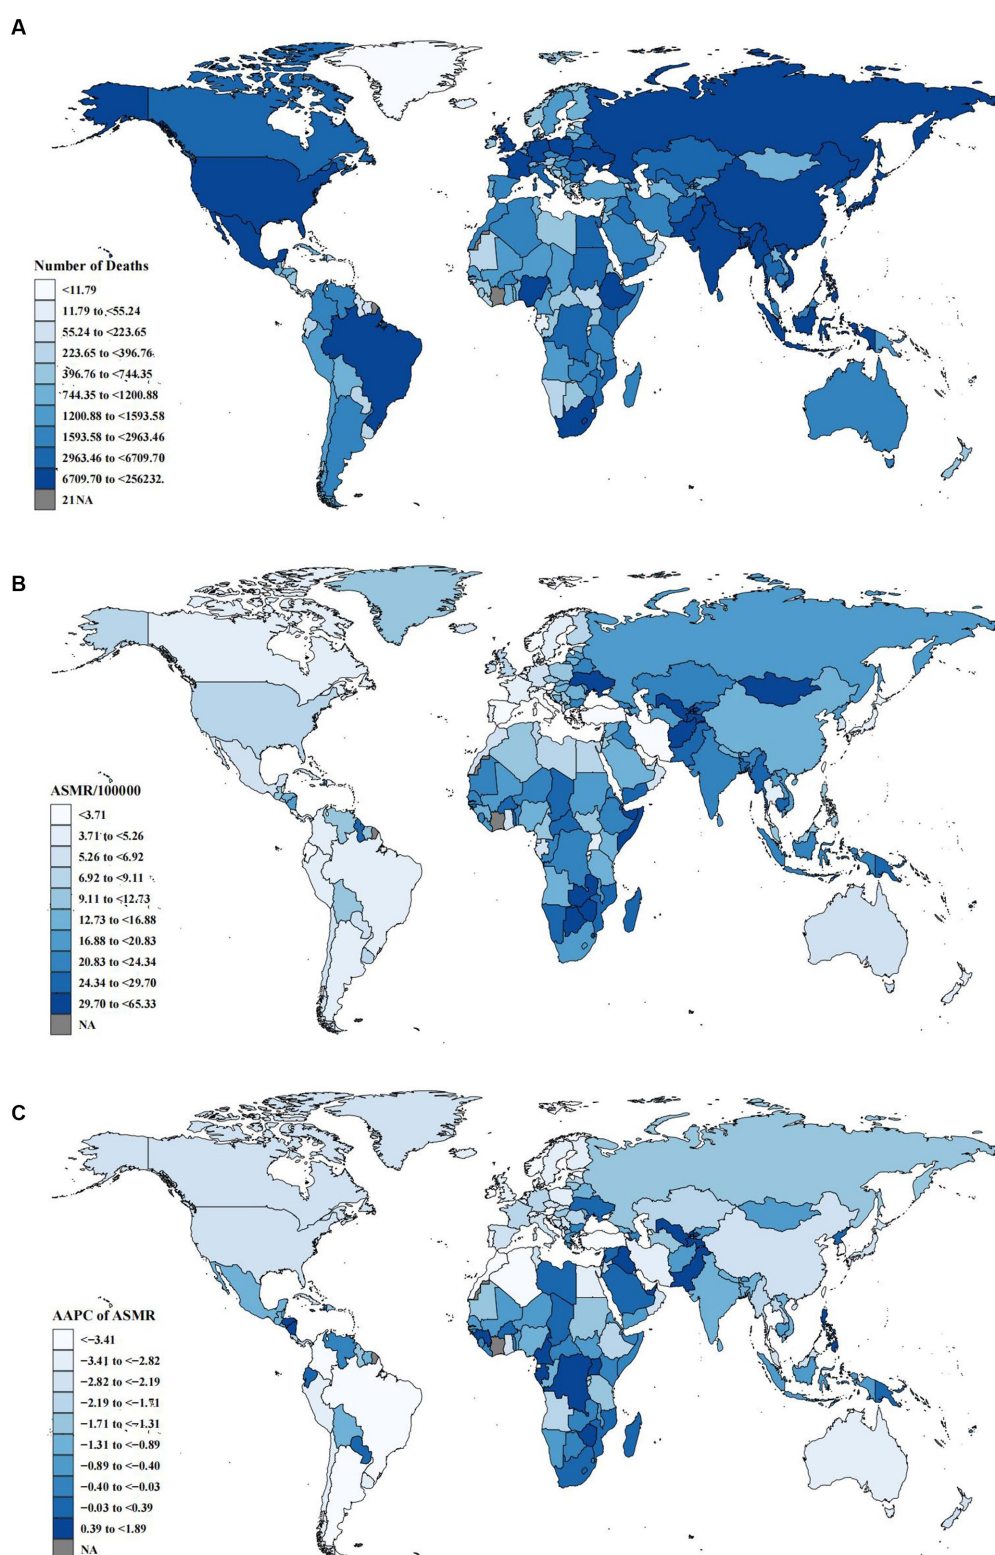 A
Number of Deaths
<11.79
11.79 to <55.24
55.24 to <223.65
223.65 to <396.76
396.76 to <744.35
744.35 to <1200.88
1200.88 to <1593.58
1593.58 to <2963.46
2963.46 to <6709.70
6709.70 to <256232.
21NA
B
ASMR/100000
<3.71
3.71 to <5.26
5.26 to <6.92
6.92 to <9.11
9.11 to <12.73
12.73 to <16.88
16.88 to <20.83
20.83 to <24.34
24.34 to <29.70
29.70 to <65.33
NA
C
AAPC of ASMR
<−3.41
−3.41 to <−2.82
−2.82 to <−2.19
−2.19 to <−1.71
−1.71 to <−1.31
−1.31 to <−0.89
−0.89 to <−0.40
−0.40 to <−0.03
−0.03 to <0.39
0.39 to <1.89
NA